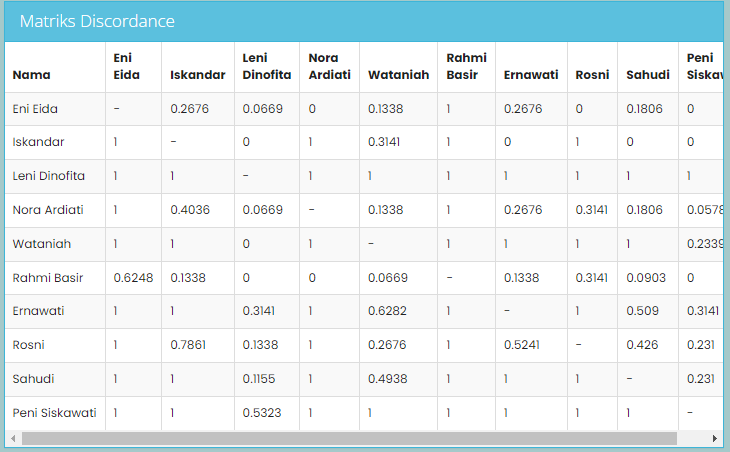 Matriks Discordance
Nama Eni Eida Iskandar Leni Dinofita Nora Ardiati Wataniah Rahmi Basir Ernawati Rosni Sahudi Peni
Eni Eida - 0.2676 0.0669 0 0.1338 1 0.2676 0 0.1806 0
Iskandar 1 - 0 1 0.3141 1 0 1 0 0
Leni Dinofita 1 1 - 1 1 1 1 1 1 1
Nora Ardiati 1 0.4036 0.0669 - 0.1338 1 0.2676 0.3141 0.1806 0.0578
Wataniah 1 1 0 1 - 1 1 1 1 0.2339
Rahmi Basir 0.6248 0.1338 0 0 0.0669 - 0.1338 0.3141 0.0903 0
Ernawati 1 1 0.3141 1 0.6282 1 - 1 0.509 0.3141
Rosni 1 0.7861 0.1338 1 0.2676 1 0.5241 - 0.426 0.231
Sahudi 1 1 0.1155 1 0.4938 1 1 1 - 0.231
Peni Siskawati 1 1 0.5323 1 1 1 1 1 1 -